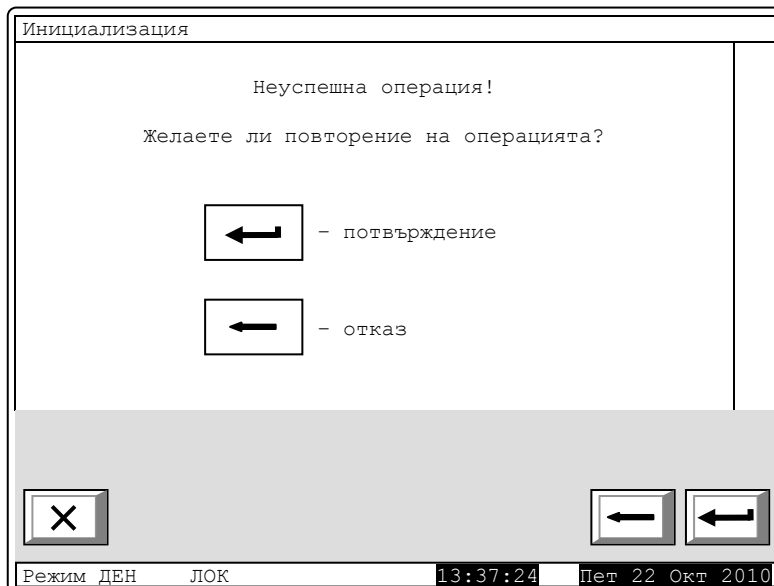 Инициализация
Неуспешна операция!
Желаете ли повторение на операцията?
– потвърждение
– отказ
Режим ДЕН ЛОК 13:37:24 Пет 22 Окт 2010